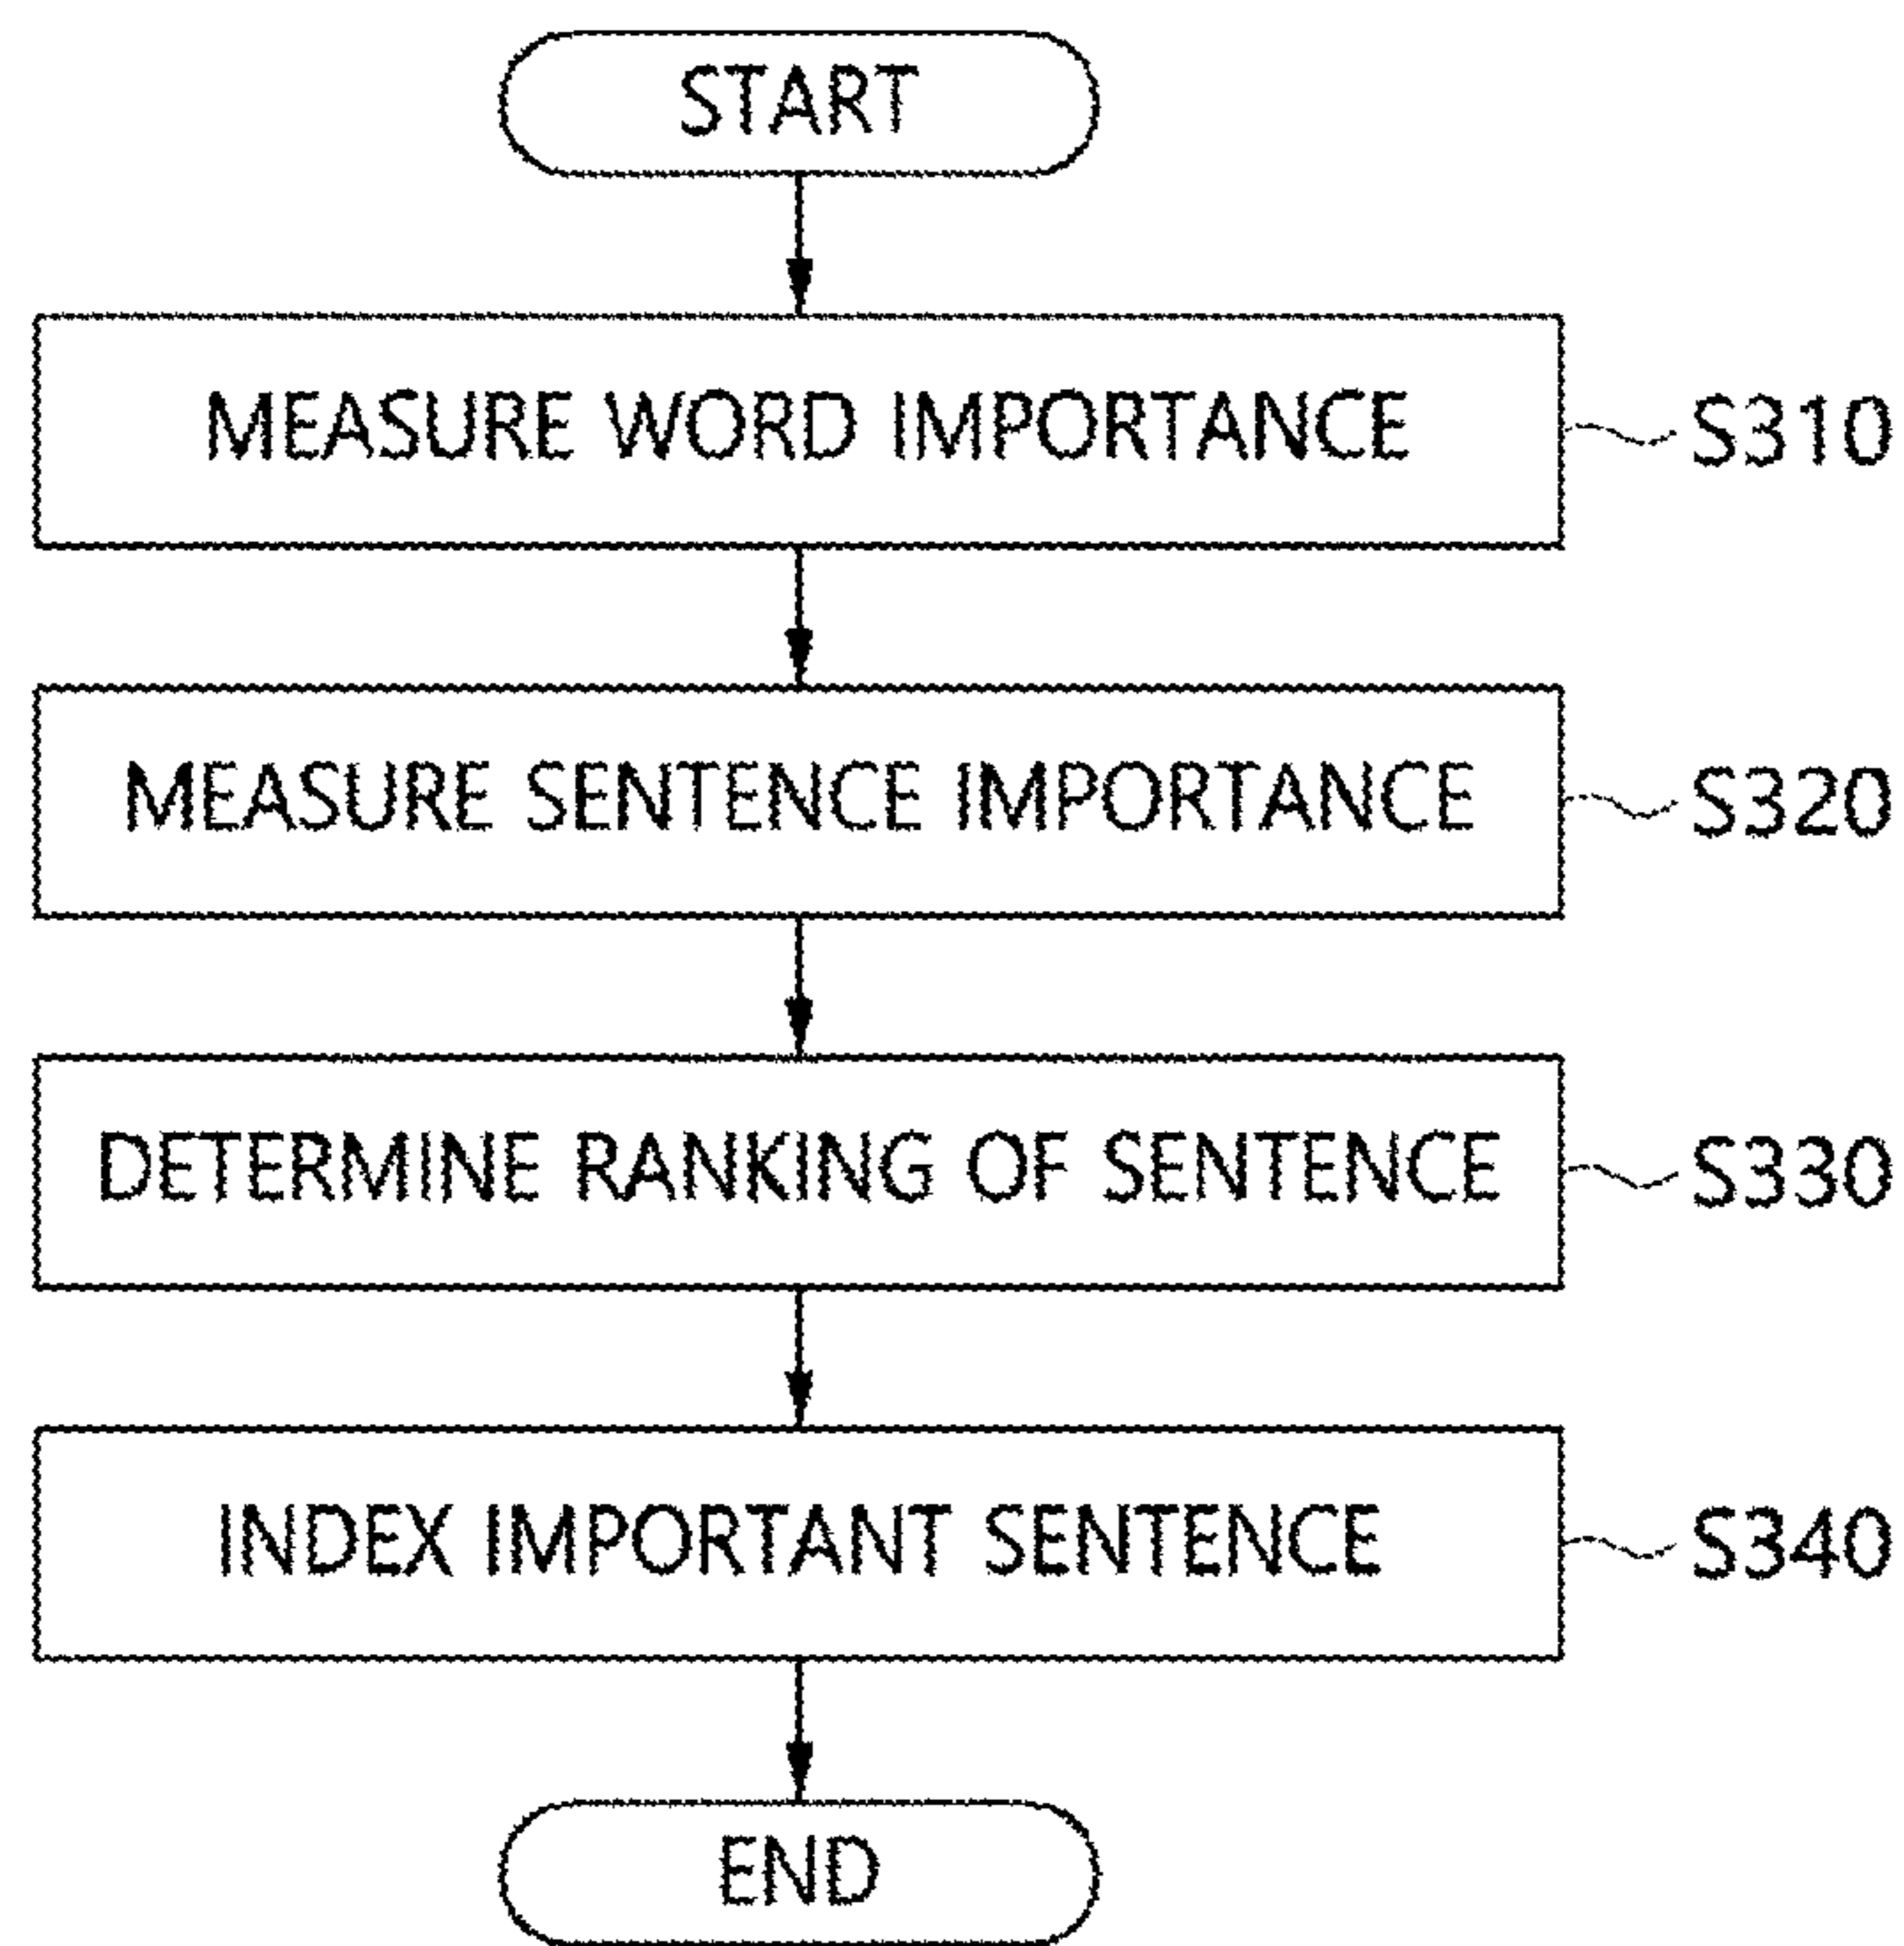 START
MEASURE WORD IMPORTANCE
S310
MEASURE SENTENCE IMPORTANCE
S320
DETERMINE RANKING OF SENTENCE
S330
INDEX IMPORTANT SENTENCE
S340
END